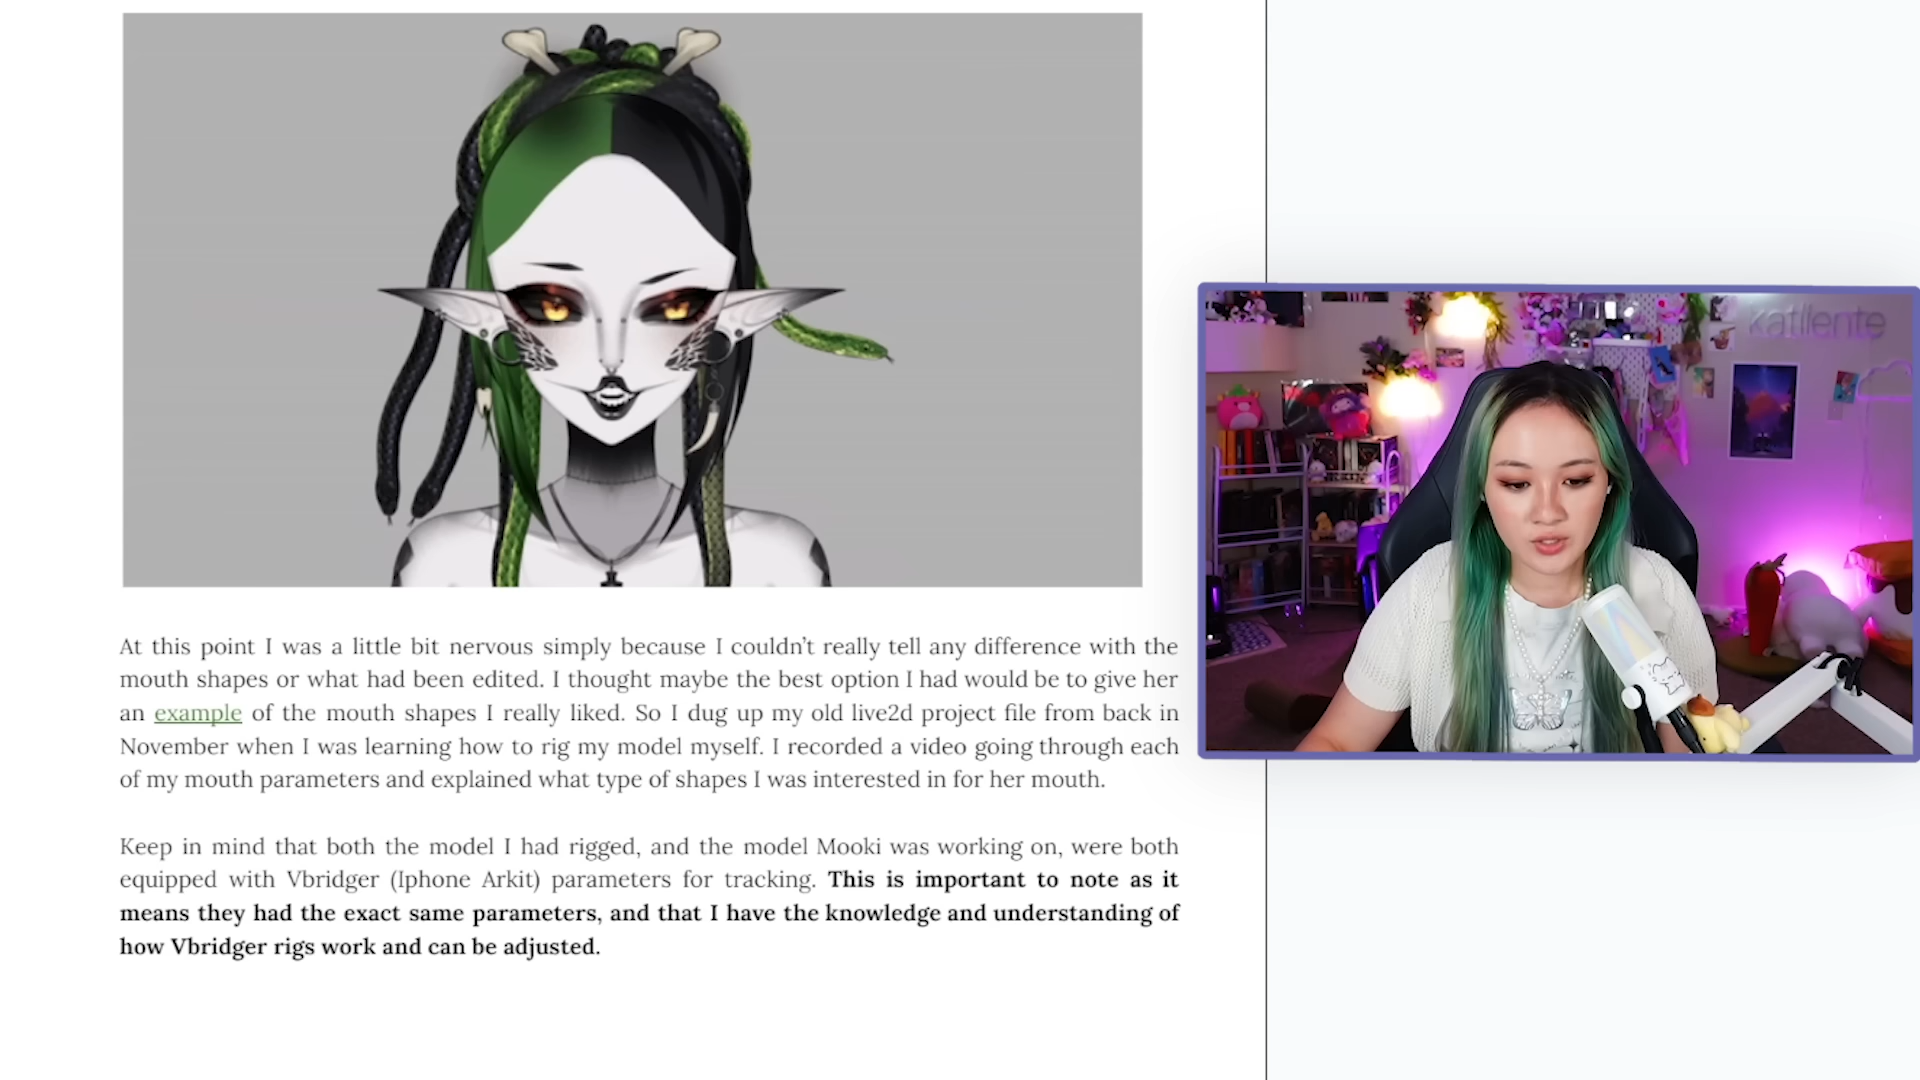 katllente
At this point I was a little bit nervous simply because I couldn’t really tell any difference with the
mouth shapes or what had been edited. I thought maybe the best option I had would be to give her
an example of the mouth shapes I really liked. So I dug up my old live2d project file from back in
November when I was learning how to rig my model myself. I recorded a video going through each
of my mouth parameters and explained what type of shapes I was interested in for her mouth.
Keep in mind that both the model I had rigged, and the model Mooki was working on, were both
equipped with Vbridger (Iphone Arkit) parameters for tracking. This is important to note as it
means they had the exact same parameters, and that I have the knowledge and understanding of
how Vbridger rigs work and can be adjusted.